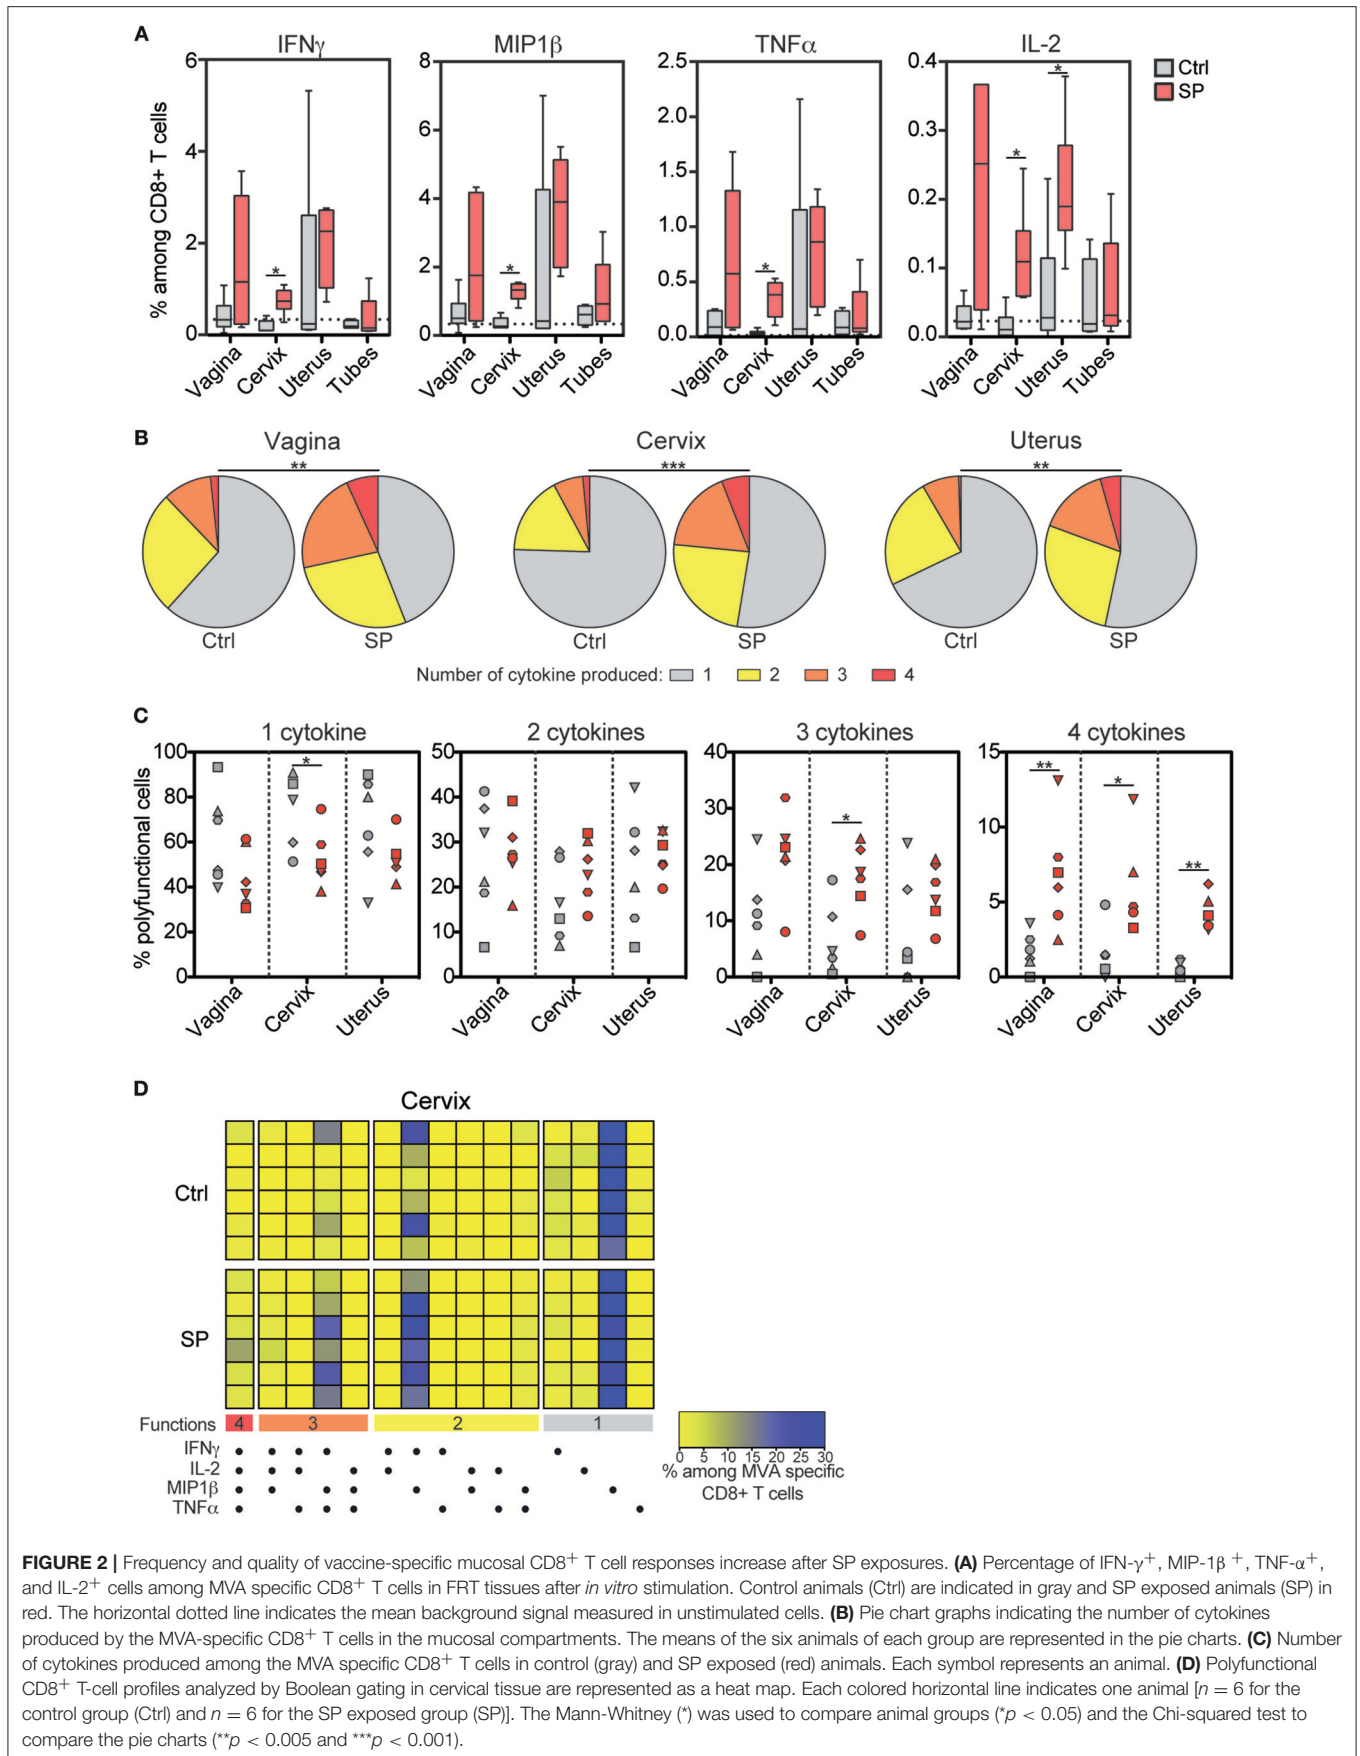 A
IFNγ
MIP1β
TNFα
IL-2
Ctrl
SP
% among CD8+ T cells
6
4
2
0
8
6
4
2
0
2.5
2.0
1.5
1.0
0.5
0.0
0.4
0.3
0.2
0.1
0.0
*
*
*
*
*
Vagina Cervix Uterus Tubes
Vagina Cervix Uterus Tubes
Vagina Cervix Uterus Tubes
Vagina Cervix Uterus Tubes
B
Vagina
Cervix
Uterus
**
***
**
Ctrl
SP
Ctrl
SP
Ctrl
SP
Number of cytokine produced: 1 2 3 4
C
1 cytokine
2 cytokines
3 cytokines
4 cytokines
% polyfunctional cells
100
80
60
40
20
0
50
40
30
20
10
0
40
30
20
10
0
15
10
5
0
*
*
**
*
**
Vagina Cervix Uterus
Vagina Cervix Uterus
Vagina Cervix Uterus
Vagina Cervix Uterus
D
Cervix
Ctrl
SP
Functions 4 3 2 1
IFNγ
IL-2
MIP1β
TNFα
0 5 10 15 20 25 30
% among MVA specific
CD8+ T cells
FIGURE 2 | Frequency and quality of vaccine-specific mucosal CD8⁺ T cell responses increase after SP exposures. (A) Percentage of IFN-γ⁺, MIP-1β ⁺, TNF-α⁺,
and IL-2⁺ cells among MVA specific CD8⁺ T cells in FRT tissues after in vitro stimulation. Control animals (Ctrl) are indicated in gray and SP exposed animals (SP) in
red. The horizontal dotted line indicates the mean background signal measured in unstimulated cells. (B) Pie chart graphs indicating the number of cytokines
produced by the MVA-specific CD8⁺ T cells in the mucosal compartments. The means of the six animals of each group are represented in the pie charts. (C) Number
of cytokines produced among the MVA specific CD8⁺ T cells in control (gray) and SP exposed (red) animals. Each symbol represents an animal. (D) Polyfunctional
CD8⁺ T-cell profiles analyzed by Boolean gating in cervical tissue are represented as a heat map. Each colored horizontal line indicates one animal [n = 6 for the
control group (Ctrl) and n = 6 for the SP exposed group (SP)]. The Mann-Whitney (*) was used to compare animal groups (*p < 0.05) and the Chi-squared test to
compare the pie charts (**p < 0.005 and ***p < 0.001).